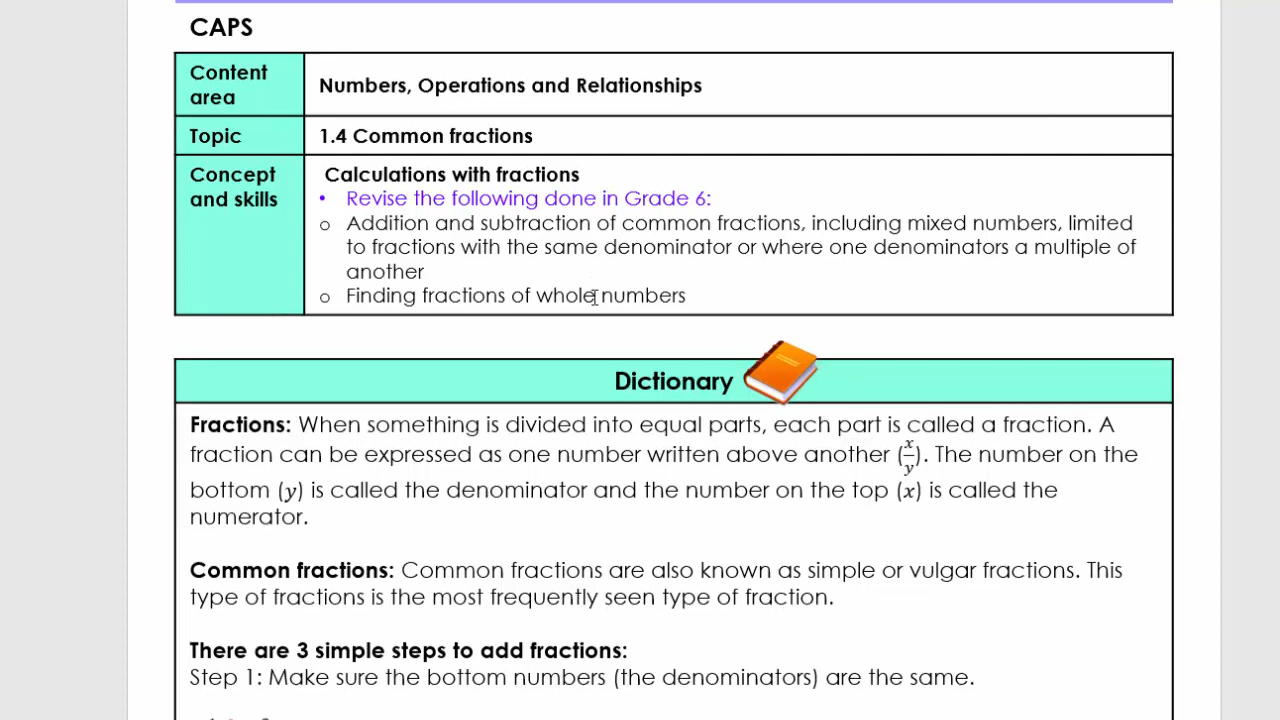 CAPS
Content
area
Numbers, Operations and Relationships
Topic
1.4 Common fractions
Concept
and skills
Calculations with fractions
• Revise the following done in Grade 6:
o Addition and subtraction of common fractions, including mixed numbers, limited
to fractions with the same denominator or where one denominators a multiple of
another
o Finding fractions of whole numbers
Dictionary
Fractions: When something is divided into equal parts, each part is called a fraction. A
fraction can be expressed as one number written above another (x/y). The number on the
bottom (y) is called the denominator and the number on the top (x) is called the
numerator.
Common fractions: Common fractions are also known as simple or vulgar fractions. This
type of fractions is the most frequently seen type of fraction.
There are 3 simple steps to add fractions:
Step 1: Make sure the bottom numbers (the denominators) are the same.